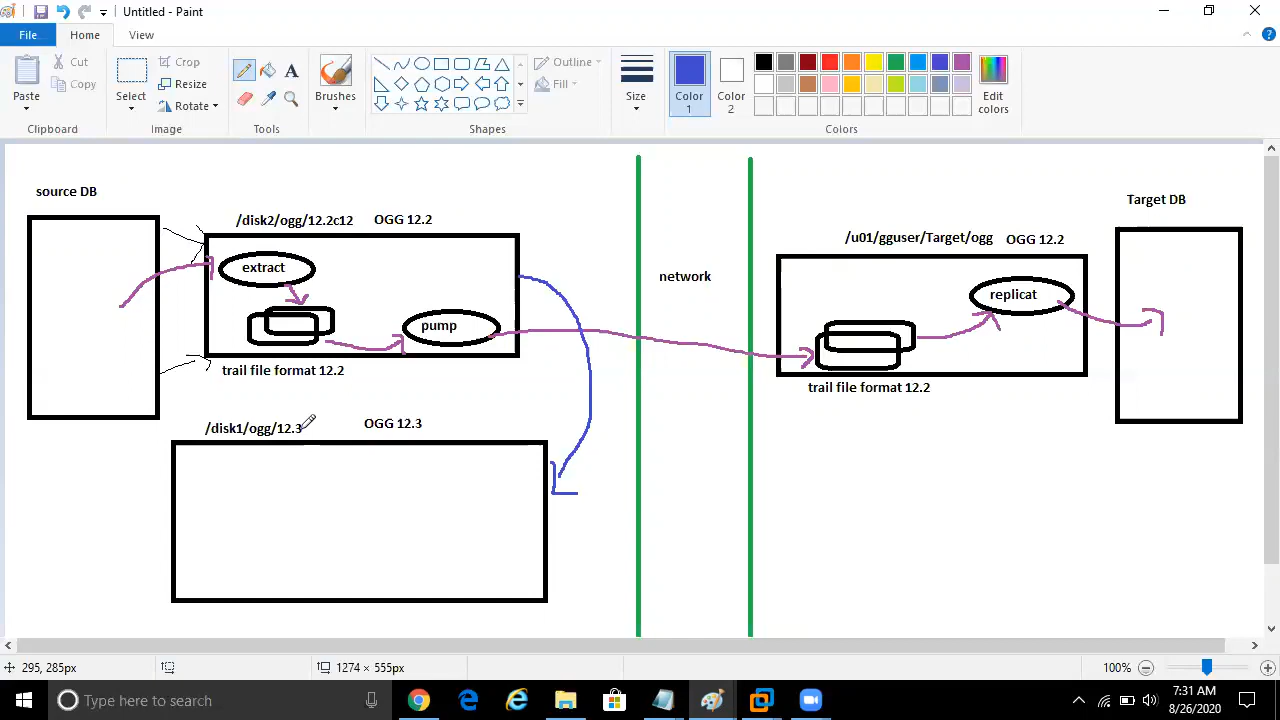 Untitled - Paint
File
Home
View
Paste
Cut
Copy
Clipboard
Select
Crop
Resize
Rotate
Image
A
Tools
Brushes
Shapes
Outline
Fill
Size
Color 1
Color 2
Edit colors
Colors
source DB
/disk2/ogg/12.2c12 OGG 12.2
extract
pump
trail file format 12.2
/disk1/ogg/12.3 OGG 12.3
network
/u01/gguser/Target/ogg OGG 12.2
replicat
trail file format 12.2
Target DB
295, 285px
1274 × 555px
100%
Type here to search
7:31 AM
8/26/2020